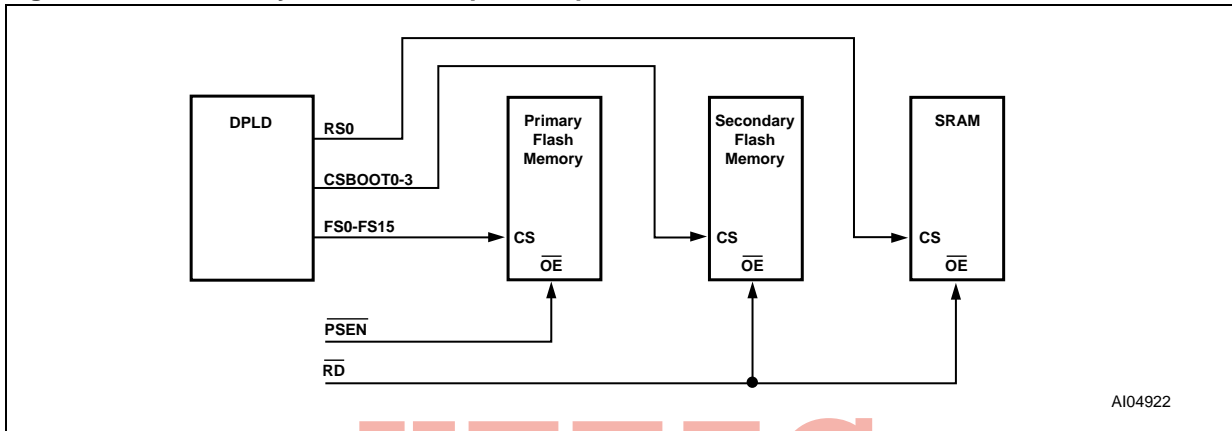 DPLD
RS0
CSBOOT0-3
FS0-FS15
Primary
Flash
Memory
CS
OE
Secondary
Flash
Memory
CS
OE
SRAM
CS
OE
PSEN
RD
AI04922